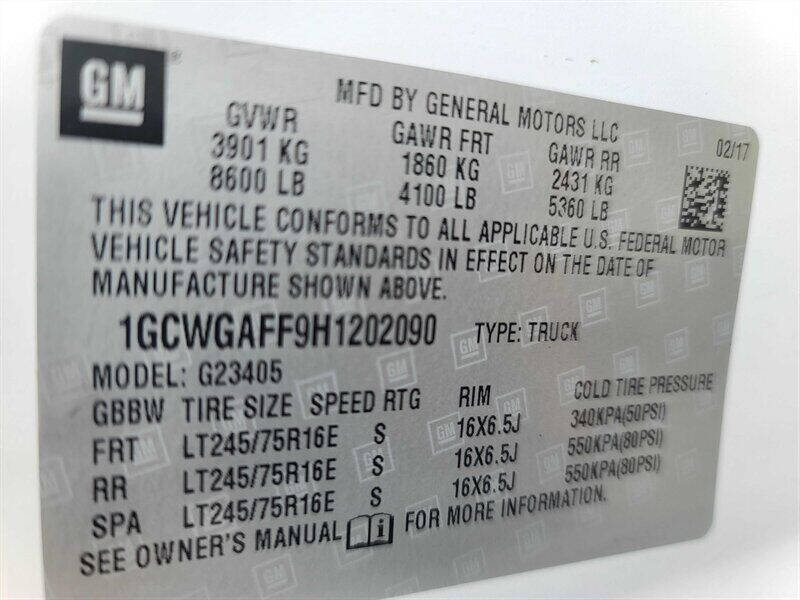 GM
MFD BY GENERAL MOTORS LLC
02/17
GVWR GAWR FRT GAWR RR
3901 KG 1860 KG 2431 KG
8600 LB 4100 LB 5360 LB
THIS VEHICLE CONFORMS TO ALL APPLICABLE U.S. FEDERAL MOTOR
VEHICLE SAFETY STANDARDS IN EFFECT ON THE DATE OF
MANUFACTURE SHOWN ABOVE.
1GCWGAFF9H1202090 TYPE: TRUCK
MODEL: G23405
GBBW TIRE SIZE SPEED RTG RIM COLD TIRE PRESSURE
FRT LT245/75R16E S 16X6.5J 340KPA(50PSI)
RR LT245/75R16E S 16X6.5J 550KPA(80PSI)
SPA LT245/75R16E S 16X6.5J 550KPA(80PSI)
SEE OWNER'S MANUAL i FOR MORE INFORMATION.